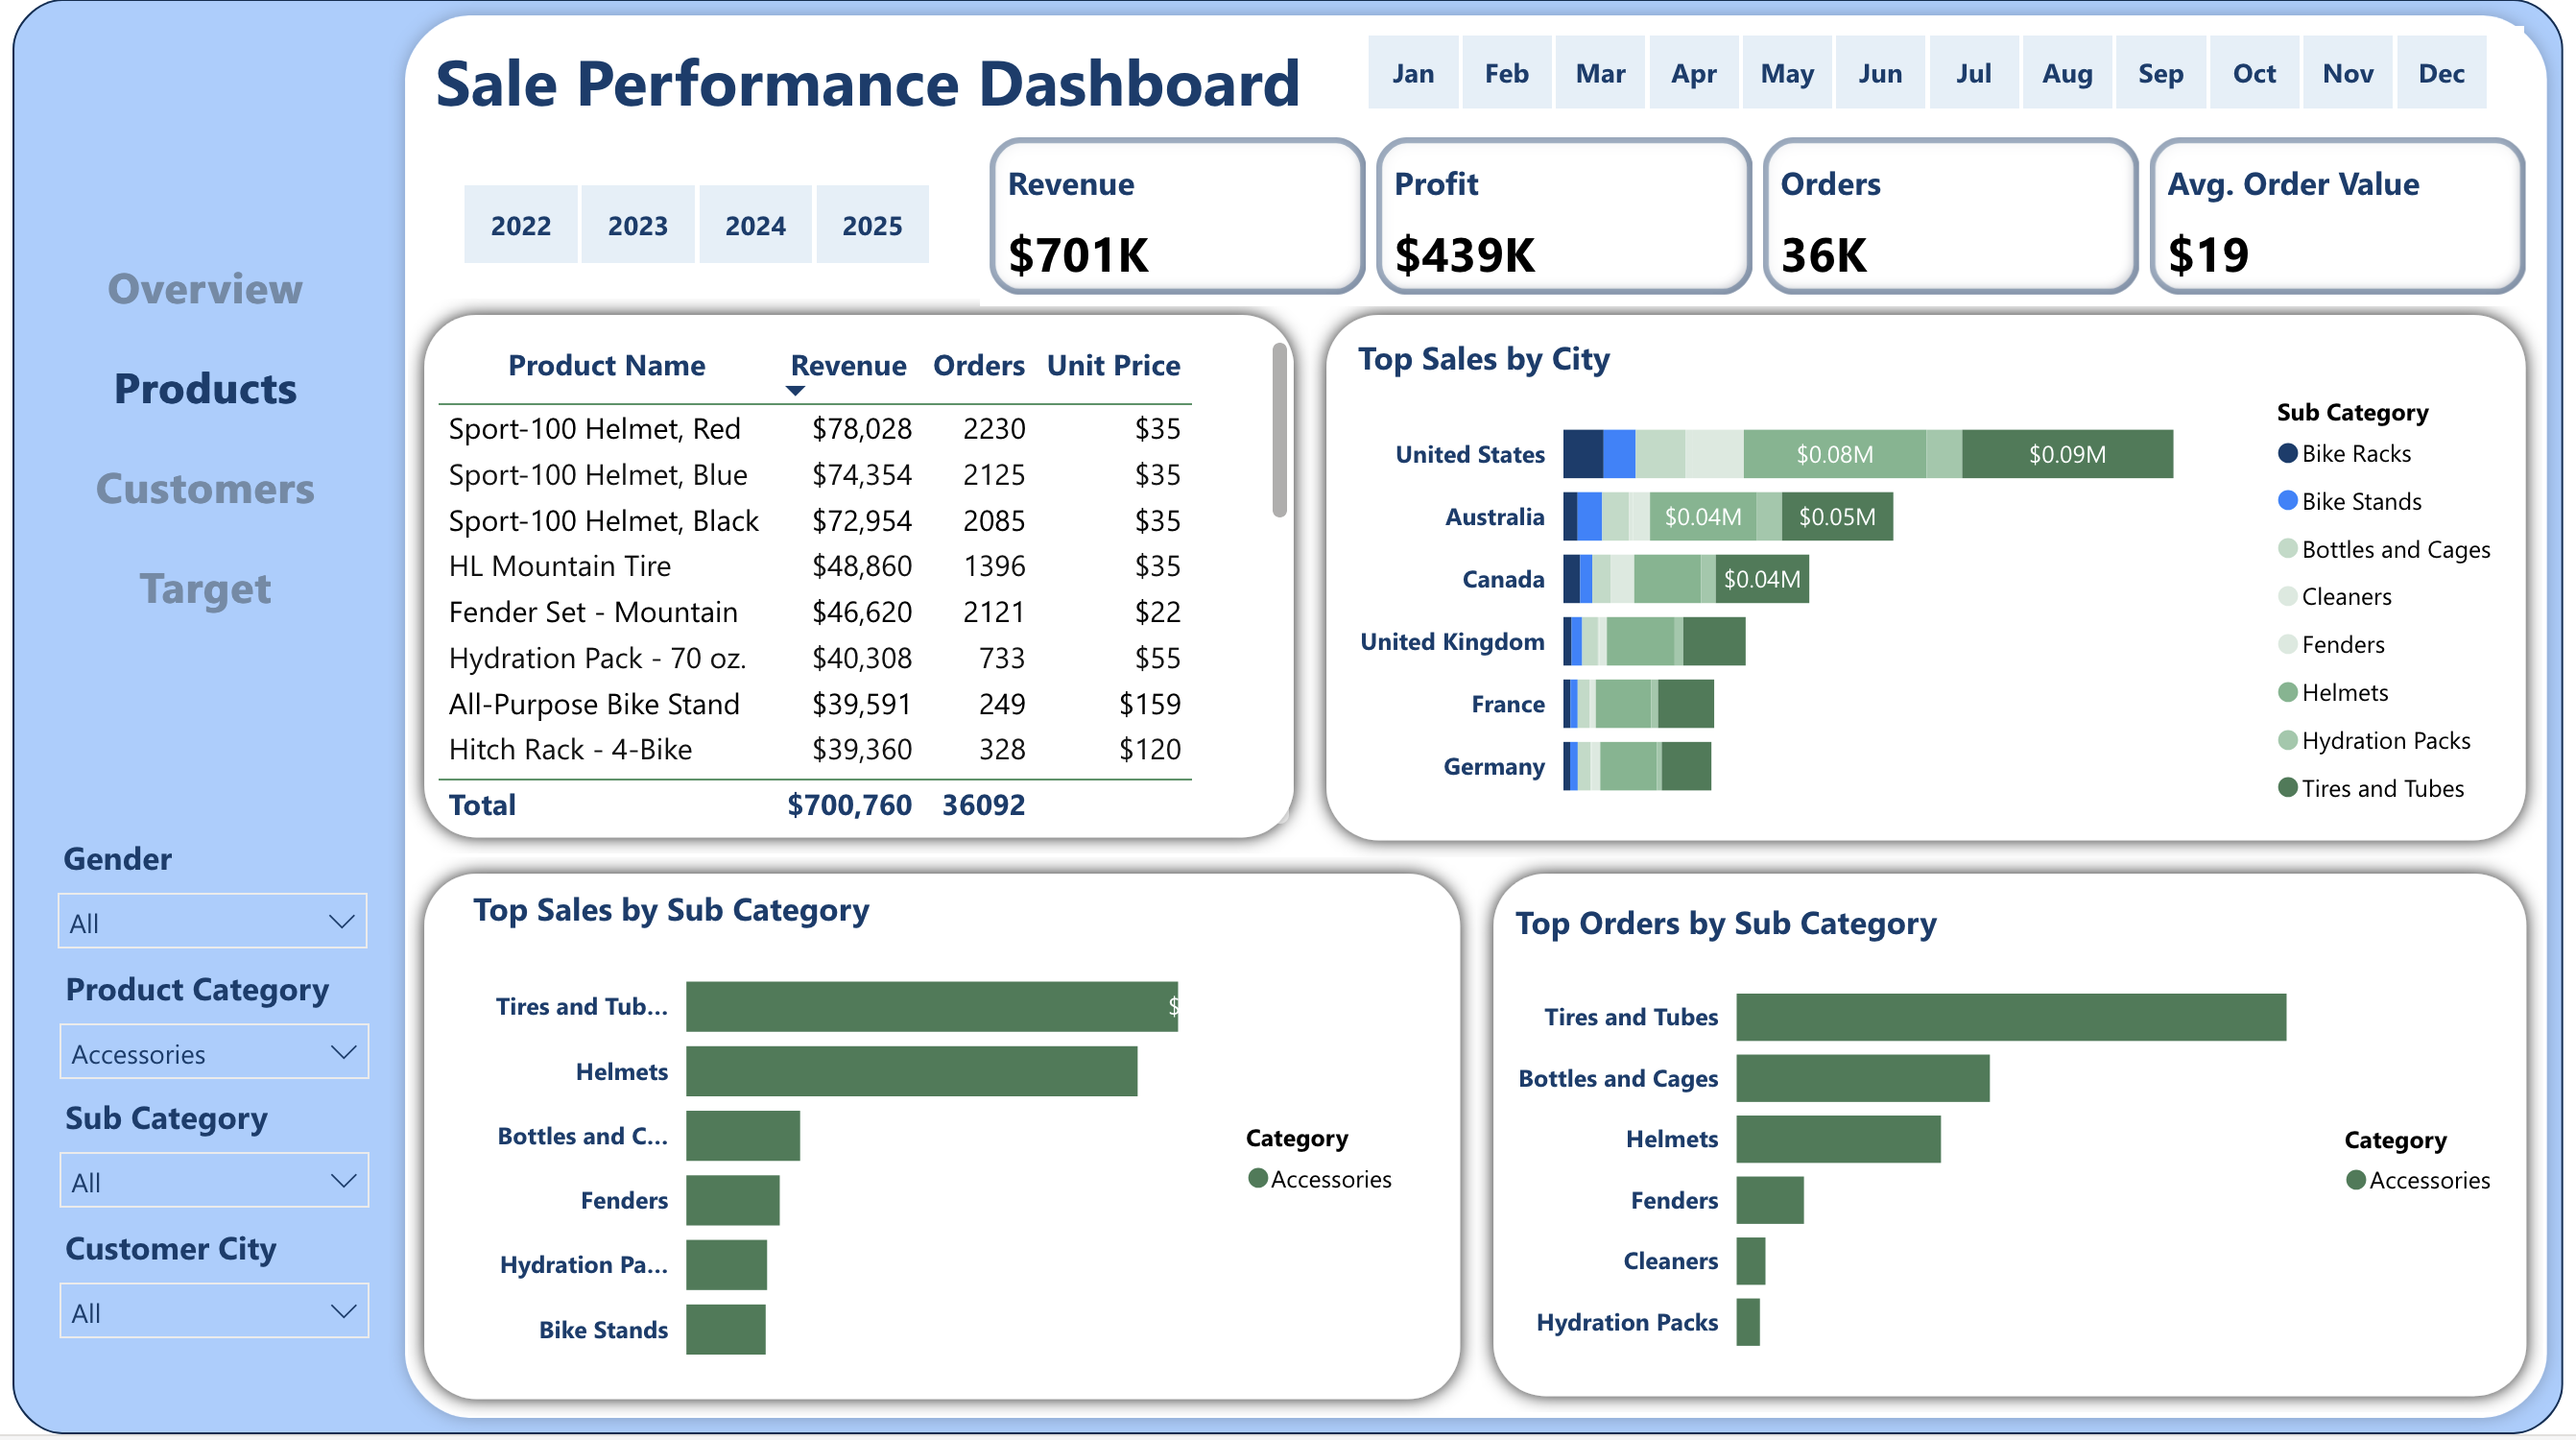 Sale Performance Dashboard
Jan Feb Mar Apr May Jun Jul Aug Sep Oct Nov Dec
2022 2023 2024 2025
Revenue
$701K
Profit
$439K
Orders
36K
Avg. Order Value
$19
Overview
Products
Customers
Target
Gender
All
Product Category
Accessories
Sub Category
All
Customer City
All
Product Name Revenue Orders Unit Price
Sport-100 Helmet, Red $78,028 2230 $35
Sport-100 Helmet, Blue $74,354 2125 $35
Sport-100 Helmet, Black $72,954 2085 $35
HL Mountain Tire $48,860 1396 $35
Fender Set - Mountain $46,620 2121 $22
Hydration Pack - 70 oz. $40,308 733 $55
All-Purpose Bike Stand $39,591 249 $159
Hitch Rack - 4-Bike $39,360 328 $120
Total $700,760 36092
Top Sales by City
United States $0.08M $0.09M
Australia $0.04M $0.05M
Canada $0.04M
United Kingdom
France
Germany
Sub Category
Bike Racks
Bike Stands
Bottles and Cages
Cleaners
Fenders
Helmets
Hydration Packs
Tires and Tubes
Top Sales by Sub Category
Tires and Tub... $
Helmets
Bottles and C...
Fenders
Hydration Pa...
Bike Stands
Category
Accessories
Top Orders by Sub Category
Tires and Tubes
Bottles and Cages
Helmets
Fenders
Cleaners
Hydration Packs
Category
Accessories